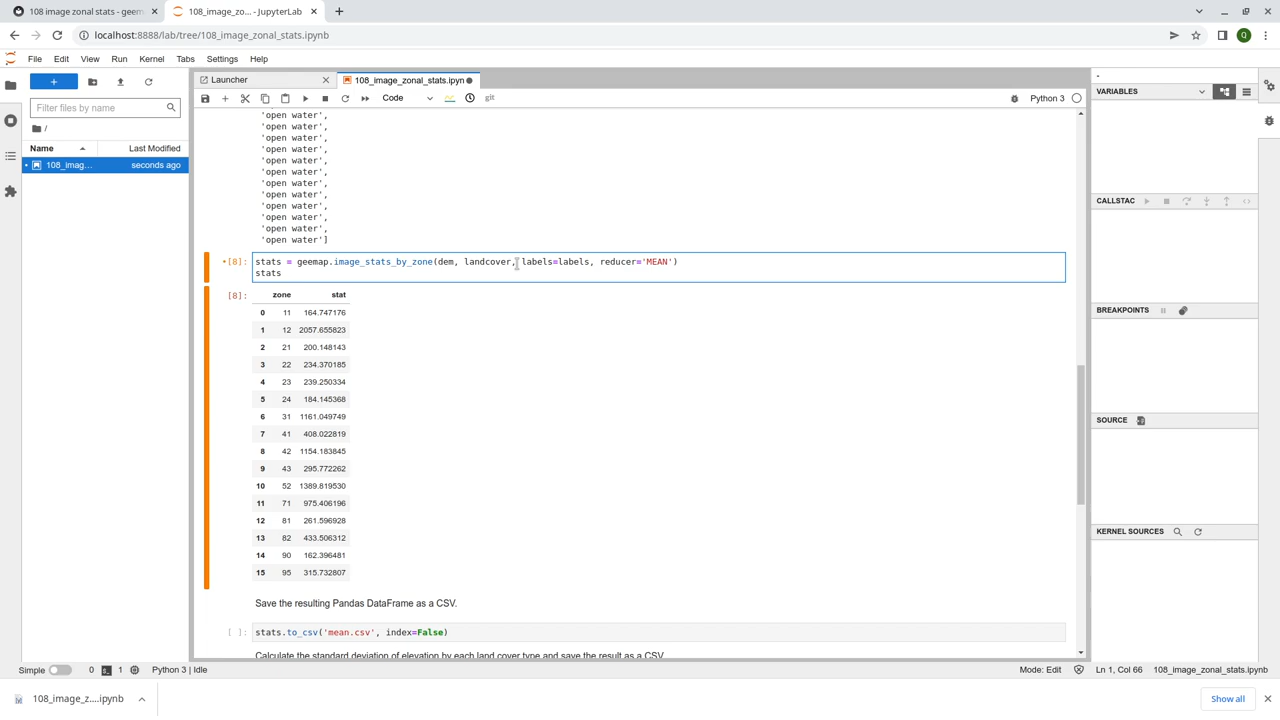 108 image zonal stats - geem
108_image_zo... - JupyterLab
localhost:8888/lab/tree/108_image_zonal_stats.ipynb
Q
File Edit View Run Kernel Tabs Settings Help
Launcher
108_image_zonal_stats.ipyn
Code
git
Python 3
Filter files by name
/
Name
Last Modified
108_imag...
seconds ago
'open water',
'open water',
'open water',
'open water',
'open water',
'open water',
'open water',
'open water',
'open water',
'open water',
'open water',
'open water']
[8]:
stats = geemap.image_stats_by_zone(dem, landcover, labels=labels, reducer='MEAN')
stats
[8]:
zone stat
0 11 164.747176
1 12 2057.655823
2 21 200.148143
3 22 234.370185
4 23 239.250334
5 24 184.145368
6 31 1161.049749
7 41 408.022819
8 42 1154.183845
9 43 295.772262
10 52 1389.819530
11 71 975.406196
12 81 261.596928
13 82 433.506312
14 90 162.396481
15 95 315.732807
Save the resulting Pandas DataFrame as a CSV.
[ ]:
stats.to_csv('mean.csv', index=False)
Calculate the standard deviation of elevation by each land cover type and save the result as a CSV.
VARIABLES
CALLSTAC
BREAKPOINTS
SOURCE
KERNEL SOURCES
Simple
0
1
Python 3 | Idle
Mode: Edit
Ln 1, Col 66
108_image_zonal_stats.ipynb
108_image_z....ipynb
Show all